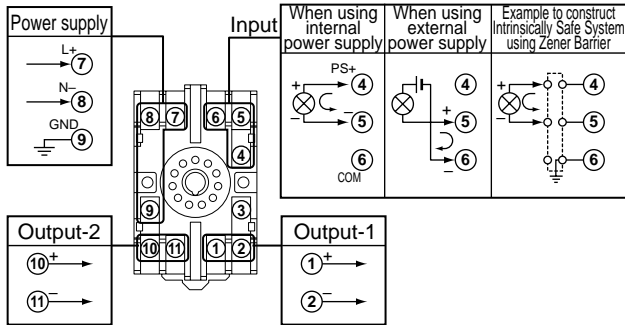 Power supply
L+
7
N−
8
GND
9
Input
When using
internal
power supply
PS+
+
4
−
−
5
6
COM
When using
external
power supply
4
+
5
−
6
Example to construct
Intrinsically Safe System
using Zener Barrier
+
4
−
5
6
8
7
6
5
4
9
3
10
11
1
2
Output-2
10 +
11 −
Output-1
1 +
2 −